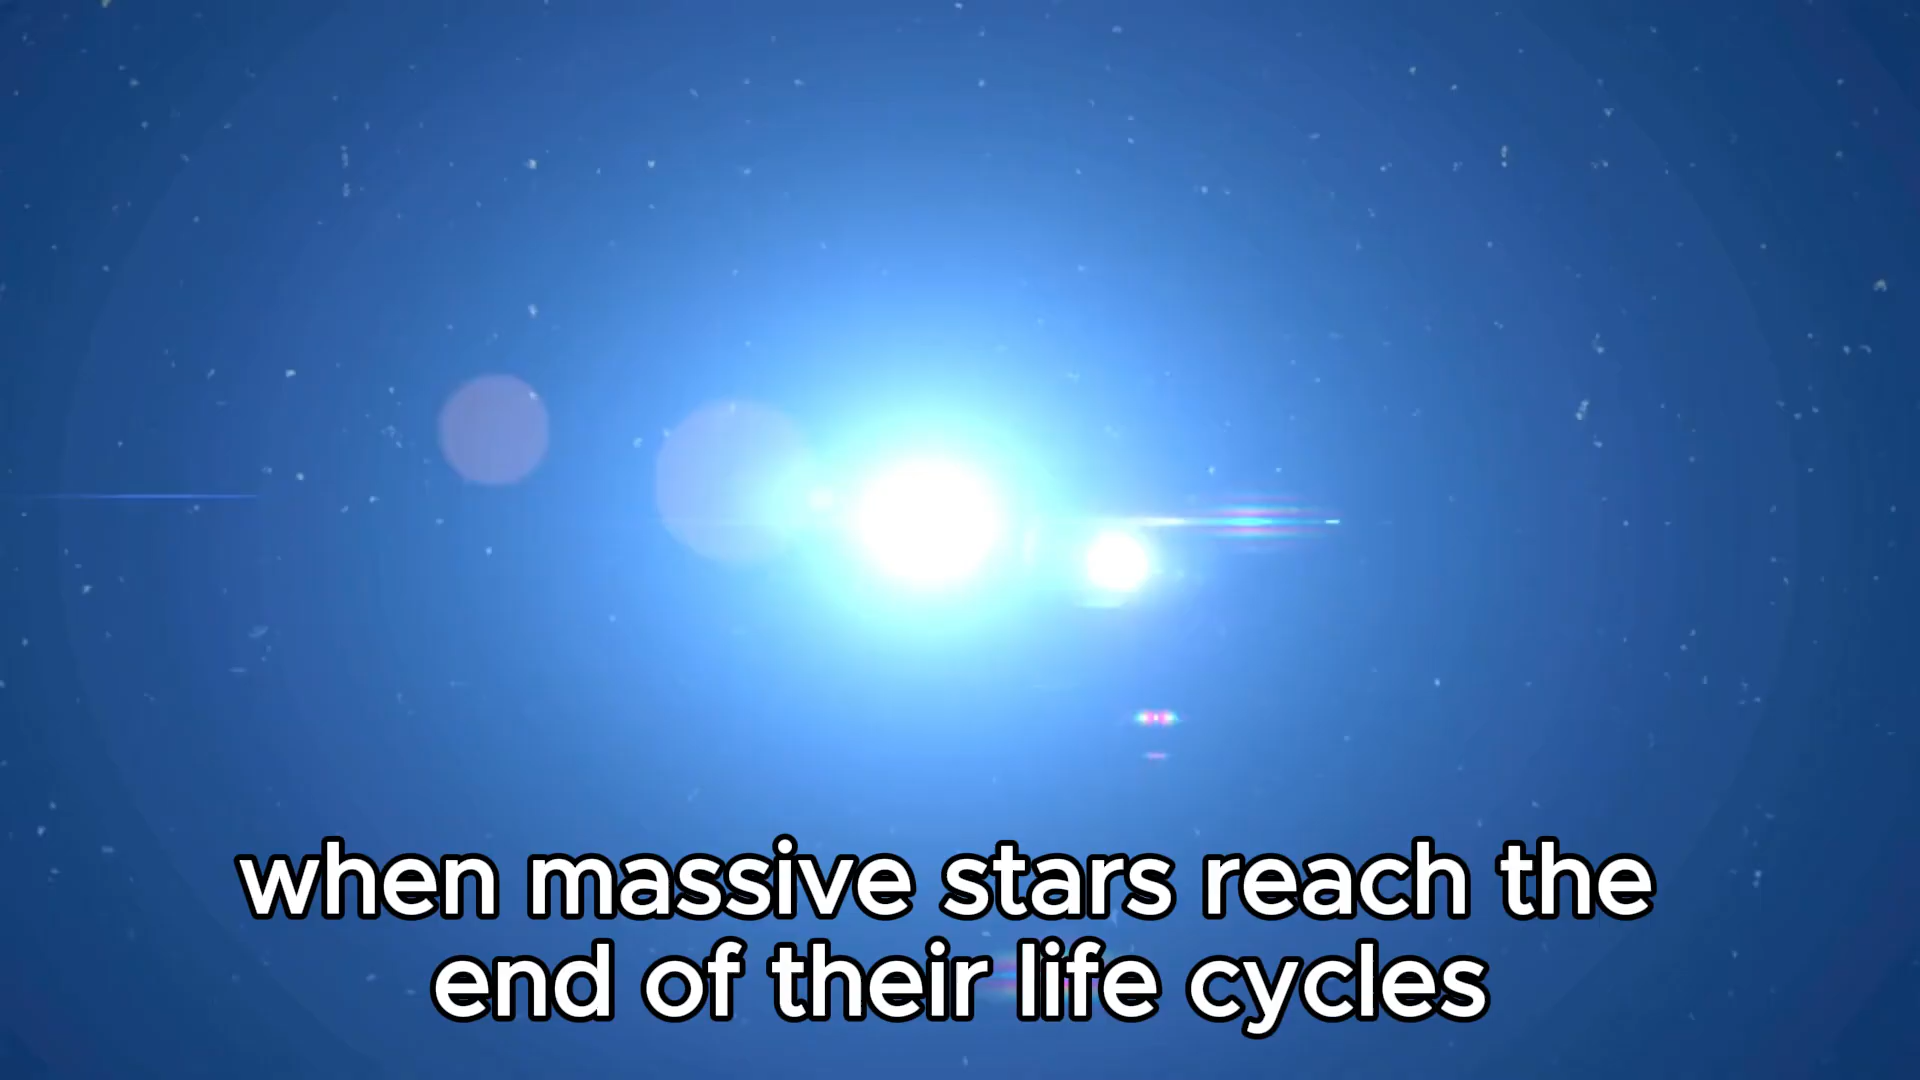 when massive stars reach the
end of their life cycles